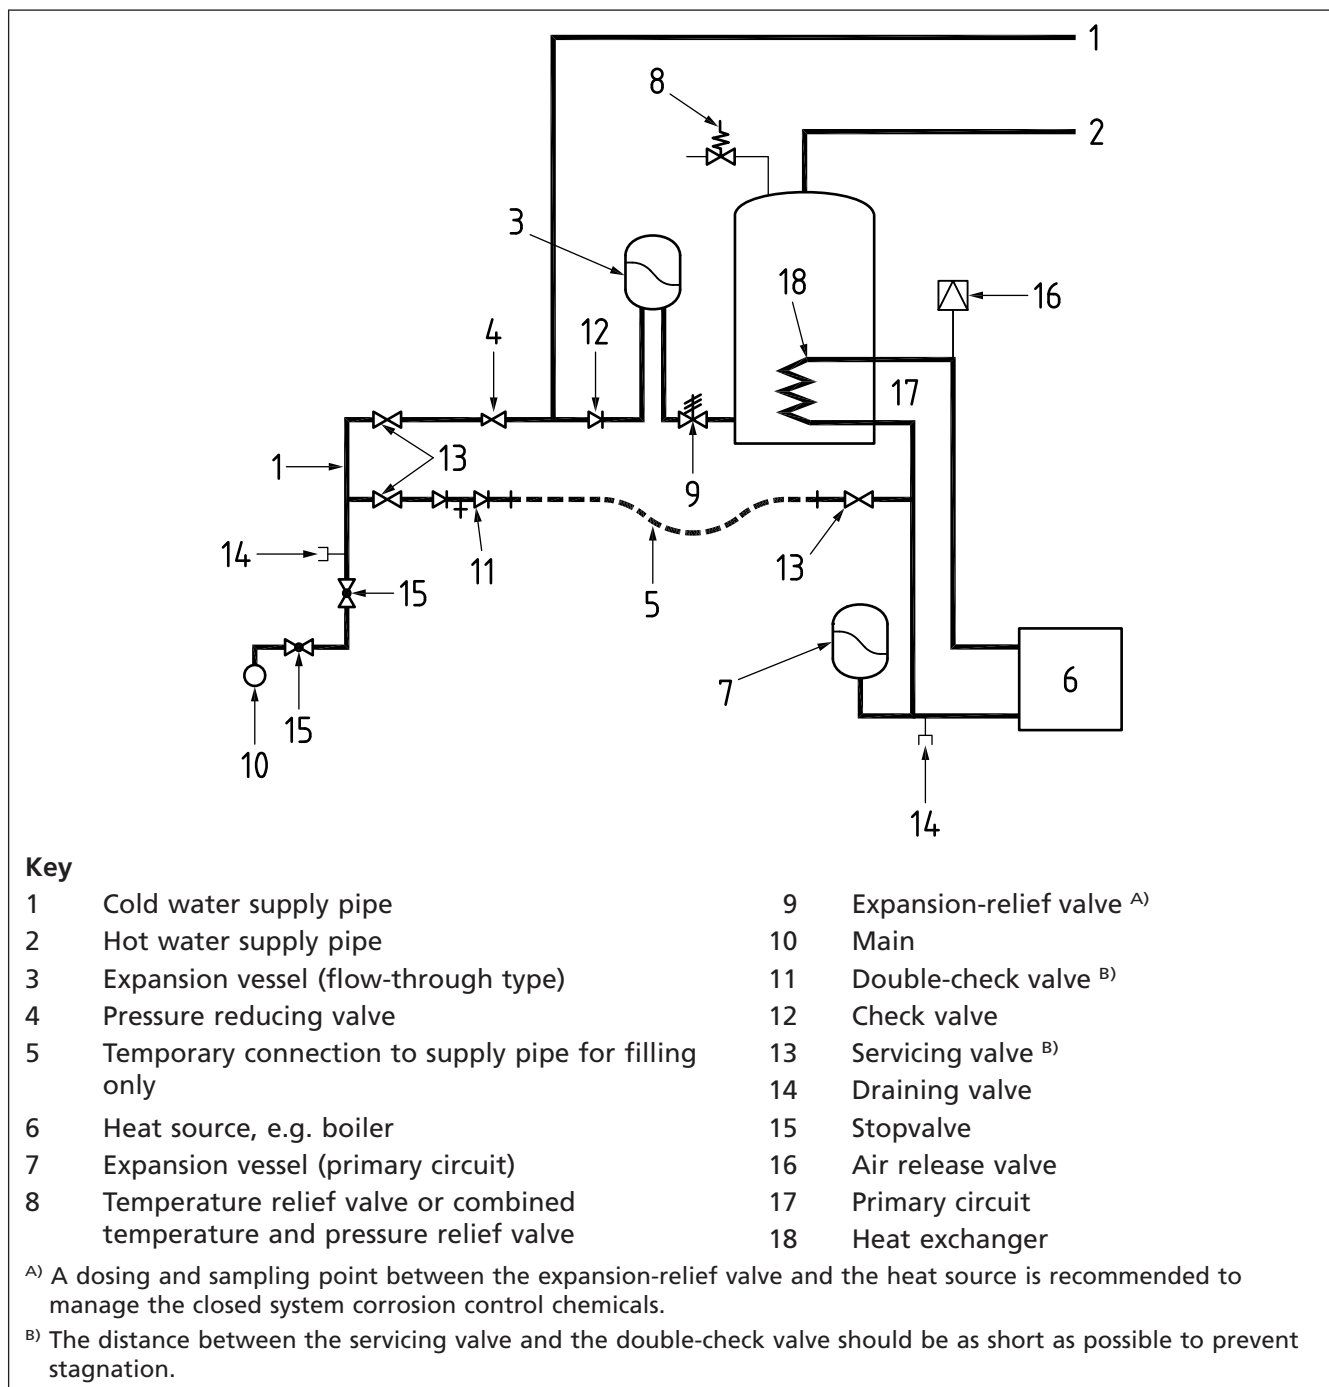 1
8
2
3
18
16
4
12
17
1
13
9
14
11
13
15
5
7
6
15
10
14
Key
1 Cold water supply pipe
2 Hot water supply pipe
3 Expansion vessel (flow-through type)
4 Pressure reducing valve
5 Temporary connection to supply pipe for filling
only
6 Heat source, e.g. boiler
7 Expansion vessel (primary circuit)
8 Temperature relief valve or combined
temperature and pressure relief valve
9 Expansion-relief valve A)
10 Main
11 Double-check valve B)
12 Check valve
13 Servicing valve B)
14 Draining valve
15 Stopvalve
16 Air release valve
17 Primary circuit
18 Heat exchanger
A) A dosing and sampling point between the expansion-relief valve and the heat source is recommended to
manage the closed system corrosion control chemicals.
B) The distance between the servicing valve and the double-check valve should be as short as possible to prevent
stagnation.